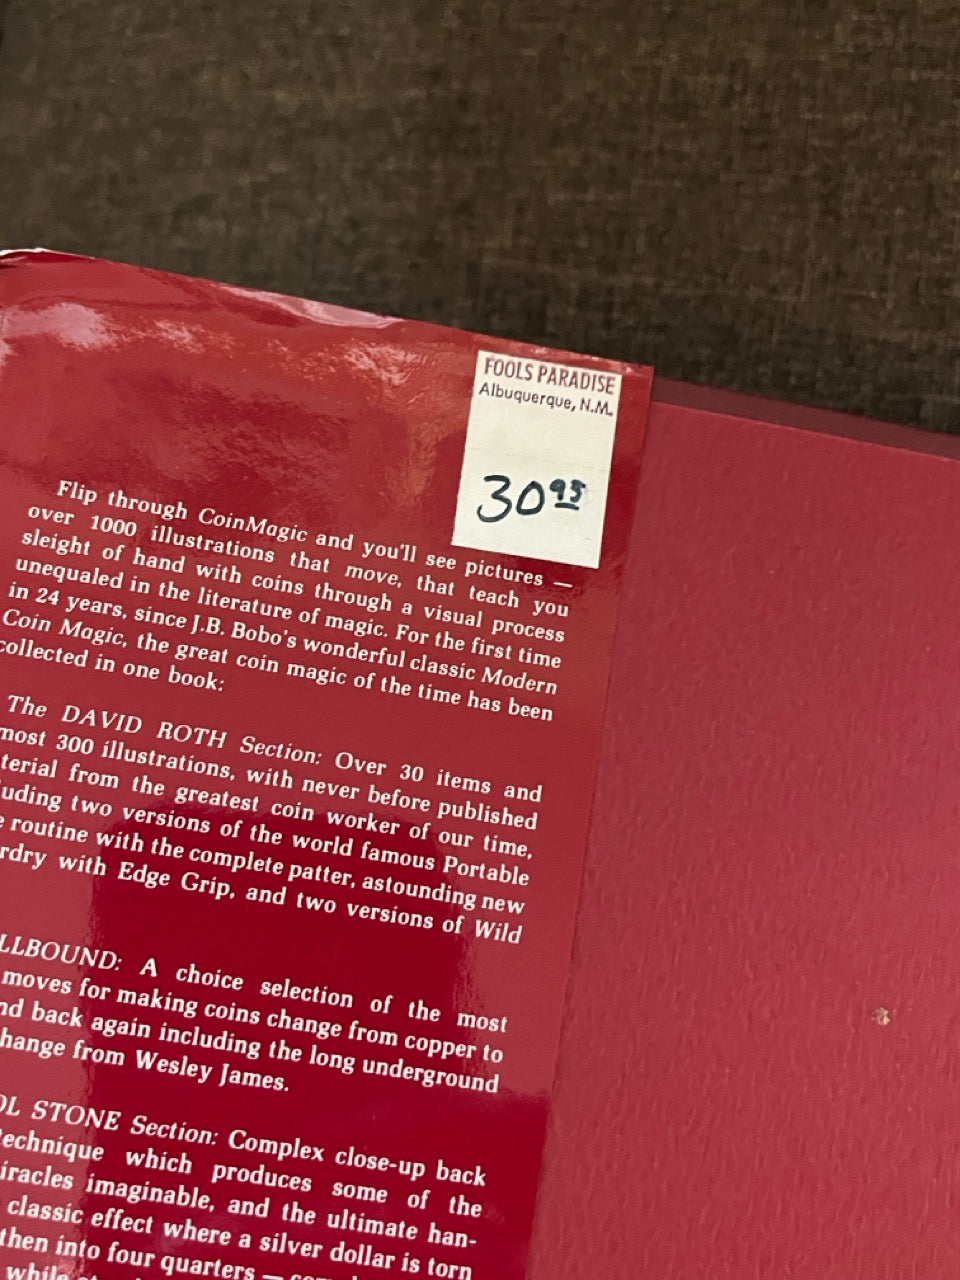 FOOLS PARADISE
Albuquerque, N.M.
30 95
Flip through CoinMagic and you'll see pictures —
over 1000 illustrations that move, that teach you
sleight of hand with coins through a visual process
unequaled in the literature of magic. For the first time
in 24 years, since J.B. Bobo's wonderful classic Modern
Coin Magic, the great coin magic of the time has been
collected in one book:
The DAVID ROTH Section: Over 30 items and
most 300 illustrations, with never before published
terial from the greatest coin worker of our time,
uding two versions of the world famous Portable
routine with the complete patter, astounding new
rdry with Edge Grip, and two versions of Wild
LLBOUND: A choice selection of the most
moves for making coins change from copper to
nd back again including the long underground
hange from Wesley James.
OL STONE Section: Complex close-up back
technique which produces some of the
iracles imaginable, and the ultimate han-
classic effect where a silver dollar is torn
then into four quarters —
while